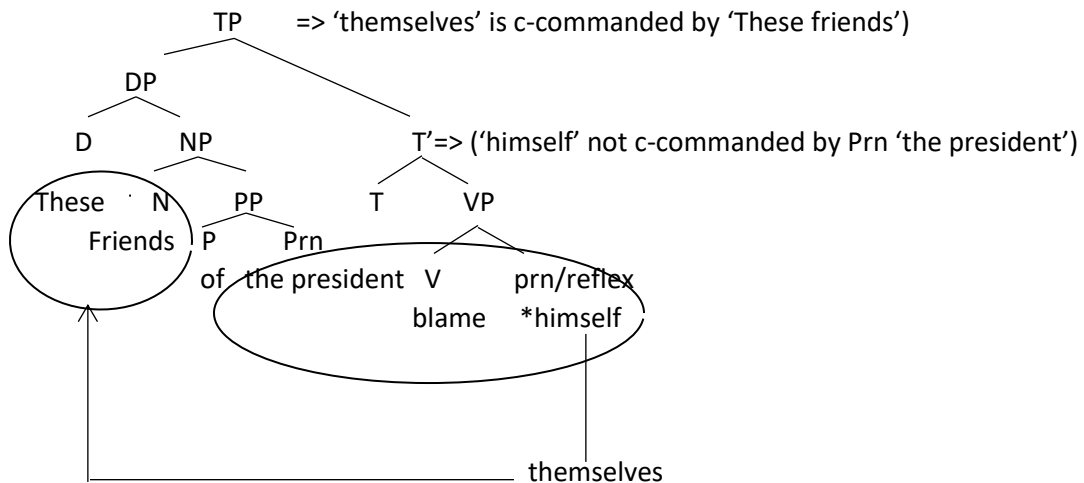 TP => ‘themselves’ is c-commanded by ‘These friends’)
DP
D NP T’=> (‘himself’ not c-commanded by Prn ‘the president’)
These N PP T VP
Friends P Prn
of the president V prn/reflex
blame *himself
themselves